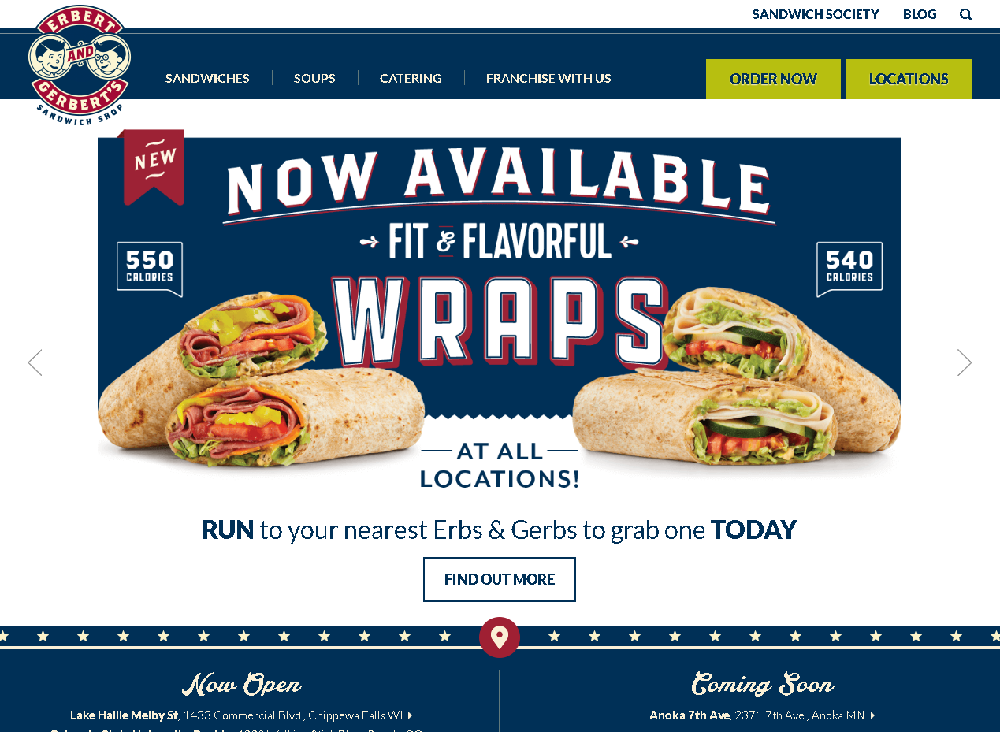 SANDWICH SOCIETY
BLOG
ERBERT
AND
GERBERT'S
SANDWICH SHOP
SANDWICHES
SOUPS
CATERING
FRANCHISE WITH US
ORDER NOW
LOCATIONS
NEW
NOW AVAILABLE
FIT & FLAVORFUL
WRAPS
550
CALORIES
540
CALORIES
AT ALL
LOCATIONS!
RUN to your nearest Erbs & Gerbs to grab one TODAY
FIND OUT MORE
Now Open
Lake Hallie Melby St, 1433 Commercial Blvd., Chippewa Falls WI
Coming Soon
Anoka 7th Ave, 2371 7th Ave., Anoka MN